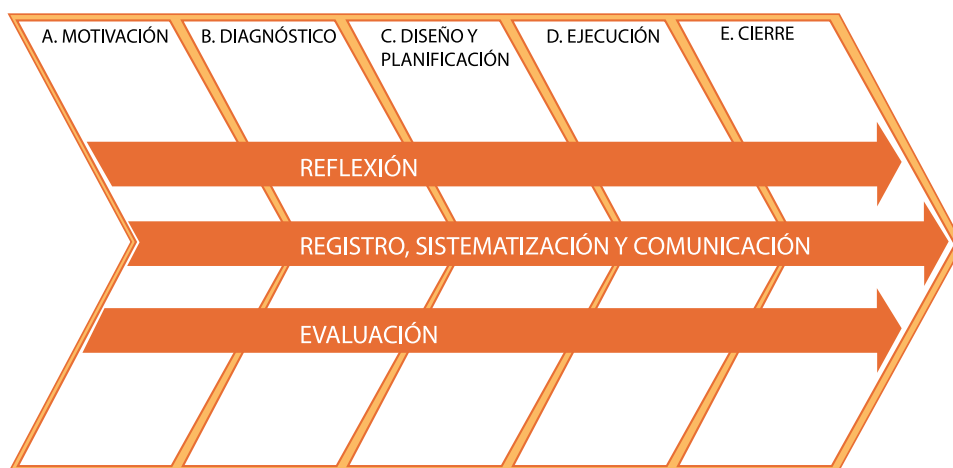 A. MOTIVACIÓN
B. DIAGNÓSTICO
C. DISEÑO Y
PLANIFICACIÓN
D. EJECUCIÓN
E. CIERRE
REFLEXIÓN
REGISTRO, SISTEMATIZACIÓN Y COMUNICACIÓN
EVALUACIÓN